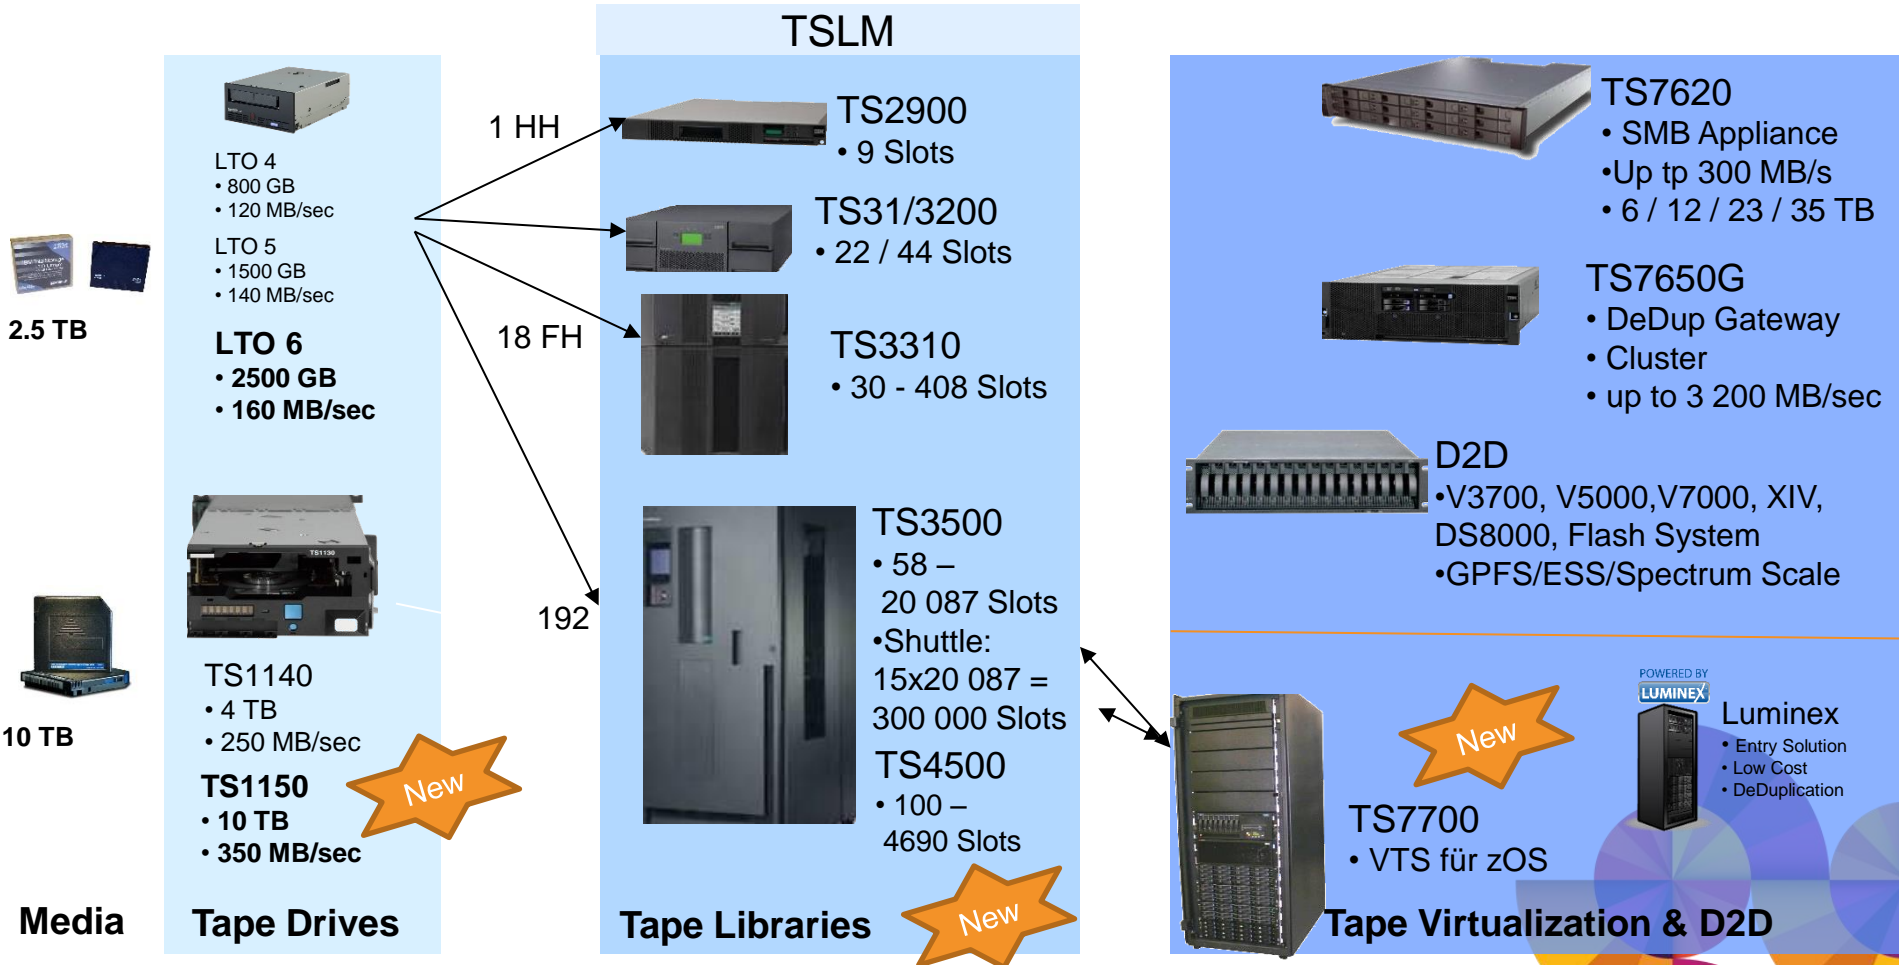 TSLM
2.5 TB
10 TB
Media
LTO 4
• 800 GB
• 120 MB/sec
LTO 5
• 1500 GB
• 140 MB/sec
LTO 6
• 2500 GB
• 160 MB/sec
TS1130
TS1140
• 4 TB
• 250 MB/sec
New
TS1150
• 10 TB
• 350 MB/sec
Tape Drives
1 HH
18 FH
192
TS2900
• 9 Slots
TS31/3200
• 22 / 44 Slots
TS3310
• 30 - 408 Slots
TS3500
• 58 –
20 087 Slots
•Shuttle:
15x20 087 =
300 000 Slots
TS4500
• 100 –
4690 Slots
New
Tape Libraries
TS7620
• SMB Appliance
•Up tp 300 MB/s
• 6 / 12 / 23 / 35 TB
TS7650G
• DeDup Gateway
• Cluster
• up to 3 200 MB/sec
D2D
•V3700, V5000,V7000, XIV,
DS8000, Flash System
•GPFS/ESS/Spectrum Scale
New
TS7700
• VTS für zOS
POWERED BY
LUMINEX
Luminex
• Entry Solution
• Low Cost
• DeDuplication
Tape Virtualization & D2D